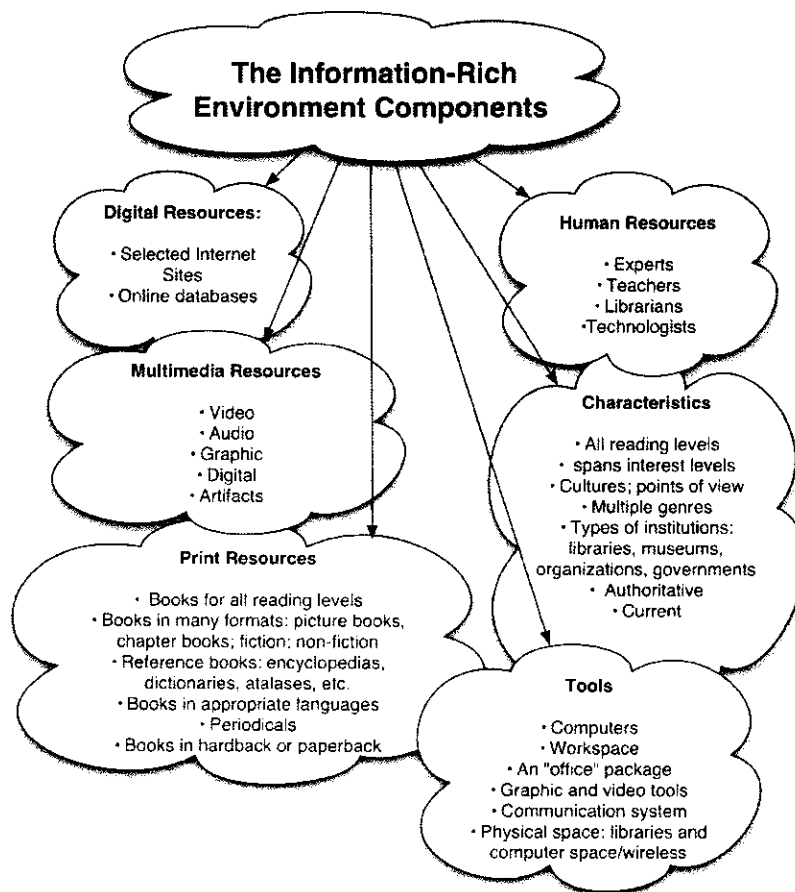 The Information-Rich
Environment Components
Digital Resources:
• Selected Internet
Sites
• Online databases
Multimedia Resources
• Video
• Audio
• Graphic
• Digital
• Artifacts
Print Resources
• Books for all reading levels
• Books in many formats: picture books,
chapter books; fiction; non-fiction
• Reference books: encyclopedias,
dictionaries, atalases, etc.
• Books in appropriate languages
• Periodicals
• Books in hardback or paperback
Human Resources
• Experts
• Teachers
• Librarians
•Technologists
Characteristics
• All reading levels
• spans interest levels
• Cultures; points of view
• Multiple genres
• Types of institutions:
libraries, museums,
organizations, governments
• Authoritative
• Current
Tools
• Computers
• Workspace
• An "office" package
• Graphic and video tools
• Communication system
• Physical space: libraries and
computer space/wireless